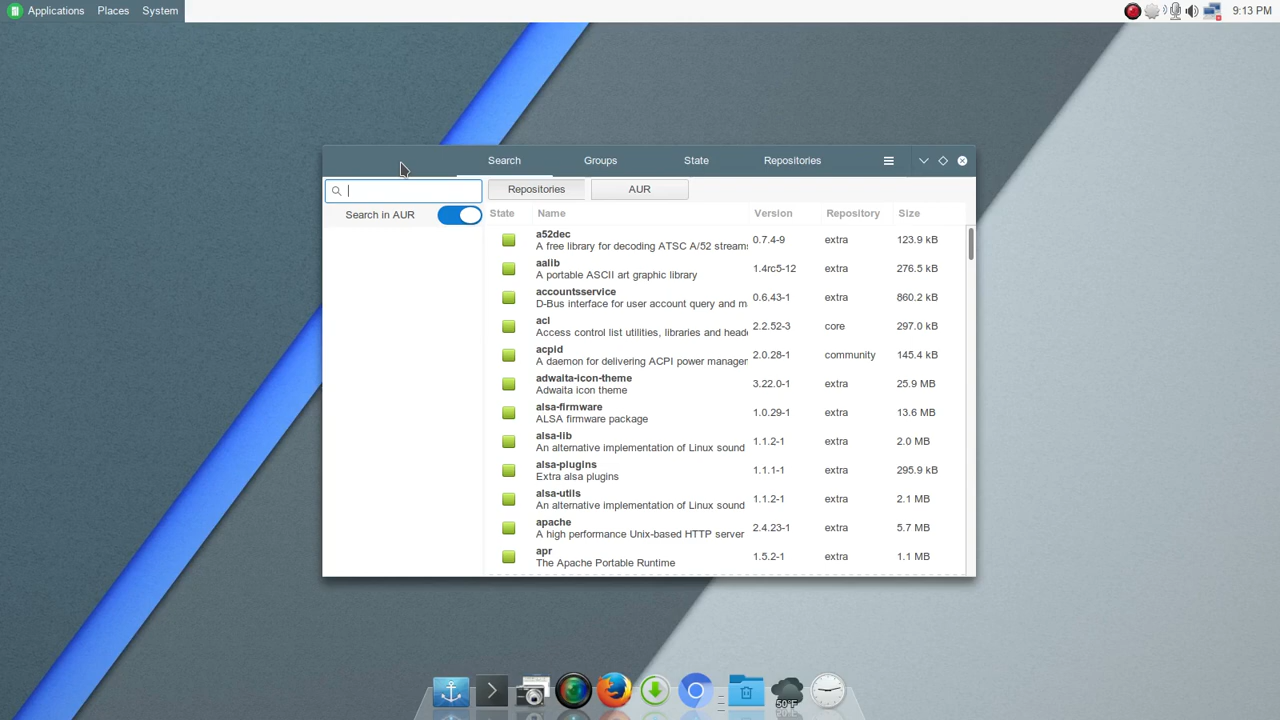 Applications Places System 9:13 PM
Search Groups State Repositories
Repositories AUR
Search in AUR
State Name Version Repository Size
a52dec
A free library for decoding ATSC A/52 streams 0.7.4-9 extra 123.9 kB
aalib
A portable ASCII art graphic library 1.4rc5-12 extra 276.5 kB
accountsservice
D-Bus interface for user account query and m 0.6.43-1 extra 860.2 kB
acl
Access control list utilities, libraries and heade 2.2.52-3 core 297.0 kB
acpid
A daemon for delivering ACPI power manager 2.0.28-1 community 145.4 kB
adwaita-icon-theme
Adwaita icon theme 3.22.0-1 extra 25.9 MB
alsa-firmware
ALSA firmware package 1.0.29-1 extra 13.6 MB
alsa-lib
An alternative implementation of Linux sound 1.1.2-1 extra 2.0 MB
alsa-plugins
Extra alsa plugins 1.1.1-1 extra 295.9 kB
alsa-utils
An alternative implementation of Linux sound 1.1.2-1 extra 2.1 MB
apache
A high performance Unix-based HTTP server 2.4.23-1 extra 5.7 MB
apr
The Apache Portable Runtime 1.5.2-1 extra 1.1 MB
50°F